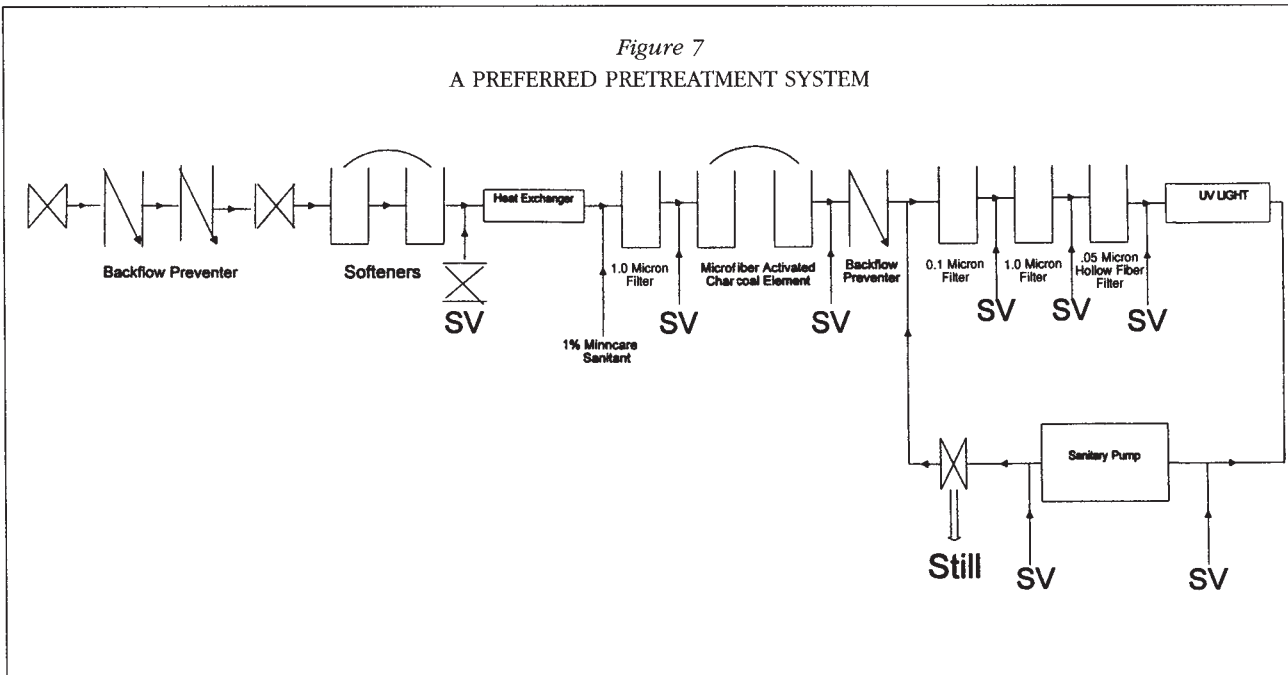 Figure 7
A PREFERRED PRETREATMENT SYSTEM
Backflow Preventer
Softeners
SV
Heat Exchanger
1% Minncare
Sanitant
1.0 Micron
Filter
SV
Microfiber Activated
Charcoal Element
SV
Backflow
Preventer
0.1 Micron
Filter
SV
1.0 Micron
Filter
SV
.05 Micron
Hollow Fiber
Filter
SV
UV LIGHT
Sanitary Pump
Still
SV
SV